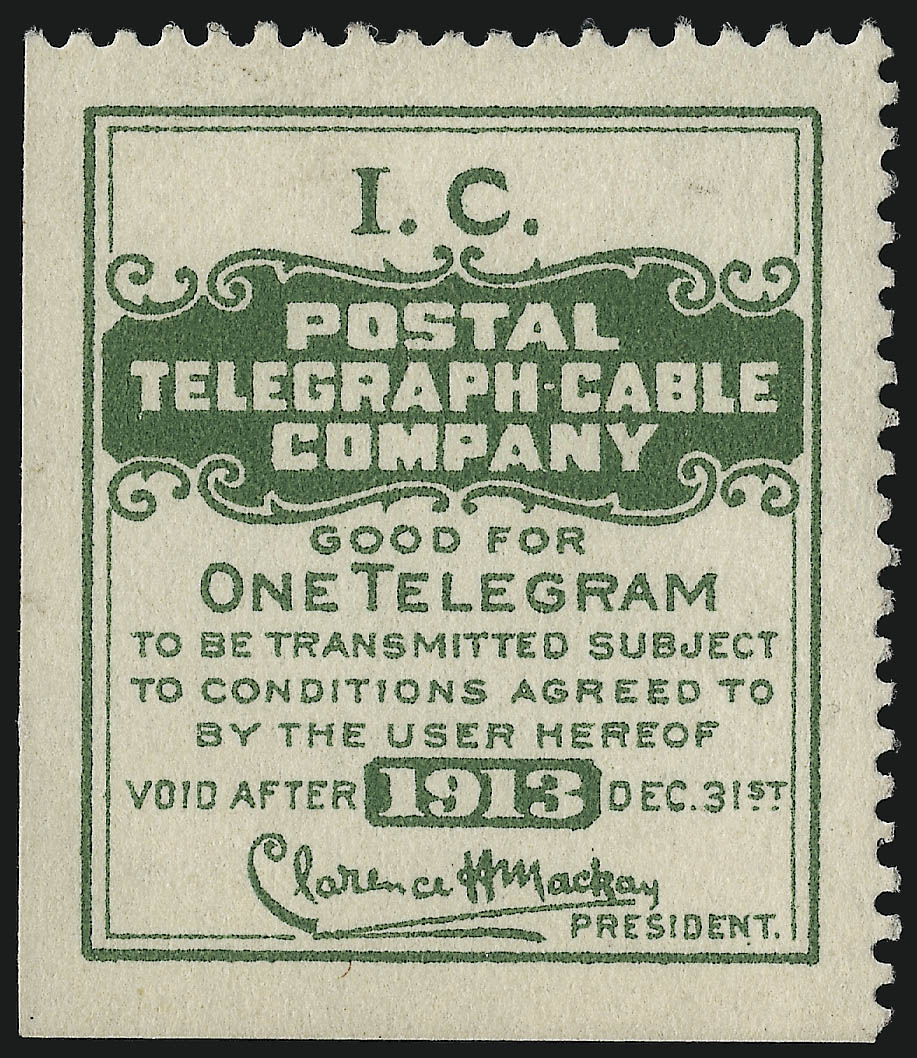 I. C.
POSTAL
TELEGRAPH-CABLE
COMPANY
GOOD FOR
ONE TELEGRAM
TO BE TRANSMITTED SUBJECT
TO CONDITIONS AGREED TO
BY THE USER HEREOF
VOID AFTER 1913 DEC. 31ST
Clarence H Mackay
PRESIDENT.